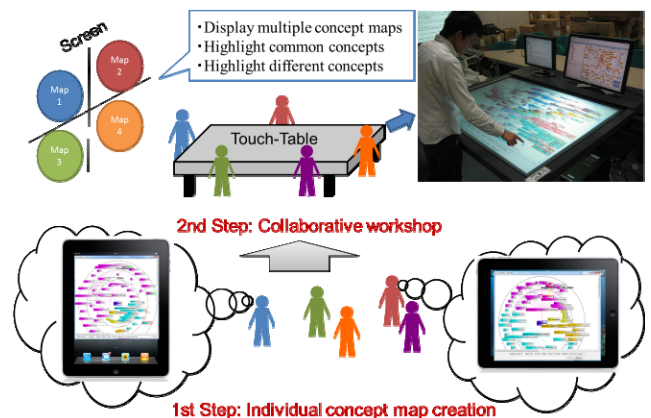 Screen
Map
1
Map
2
Map
3
Map
4
・Display multiple concept maps
・Highlight common concepts
・Highlight different concepts
Touch-Table
2nd Step: Collaborative workshop
1st Step: Individual concept map creation